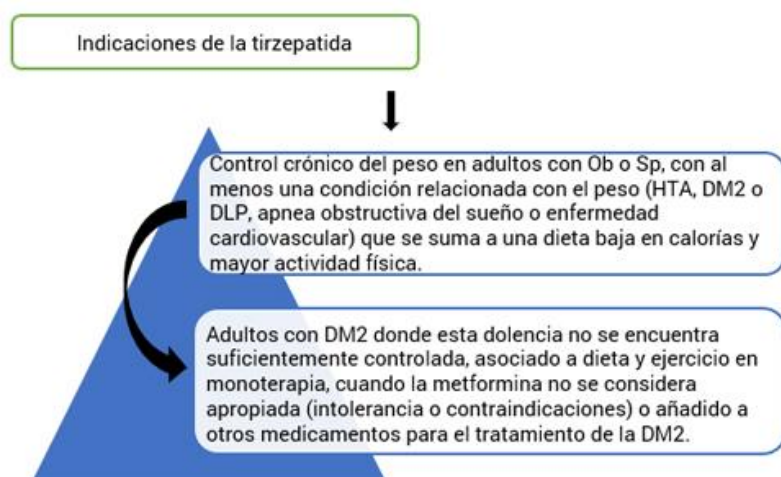 Indicaciones de la tirzepatida
Control crónico del peso en adultos con Ob o Sp, con al
menos una condición relacionada con el peso (HTA, DM2 o
DLP, apnea obstructiva del sueño o enfermedad
cardiovascular) que se suma a una dieta baja en calorías y
mayor actividad física.
Adultos con DM2 donde esta dolencia no se encuentra
suficientemente controlada, asociado a dieta y ejercicio en
monoterapia, cuando la metformina no se considera
apropiada (intolerancia o contraindicaciones) o añadido a
otros medicamentos para el tratamiento de la DM2.